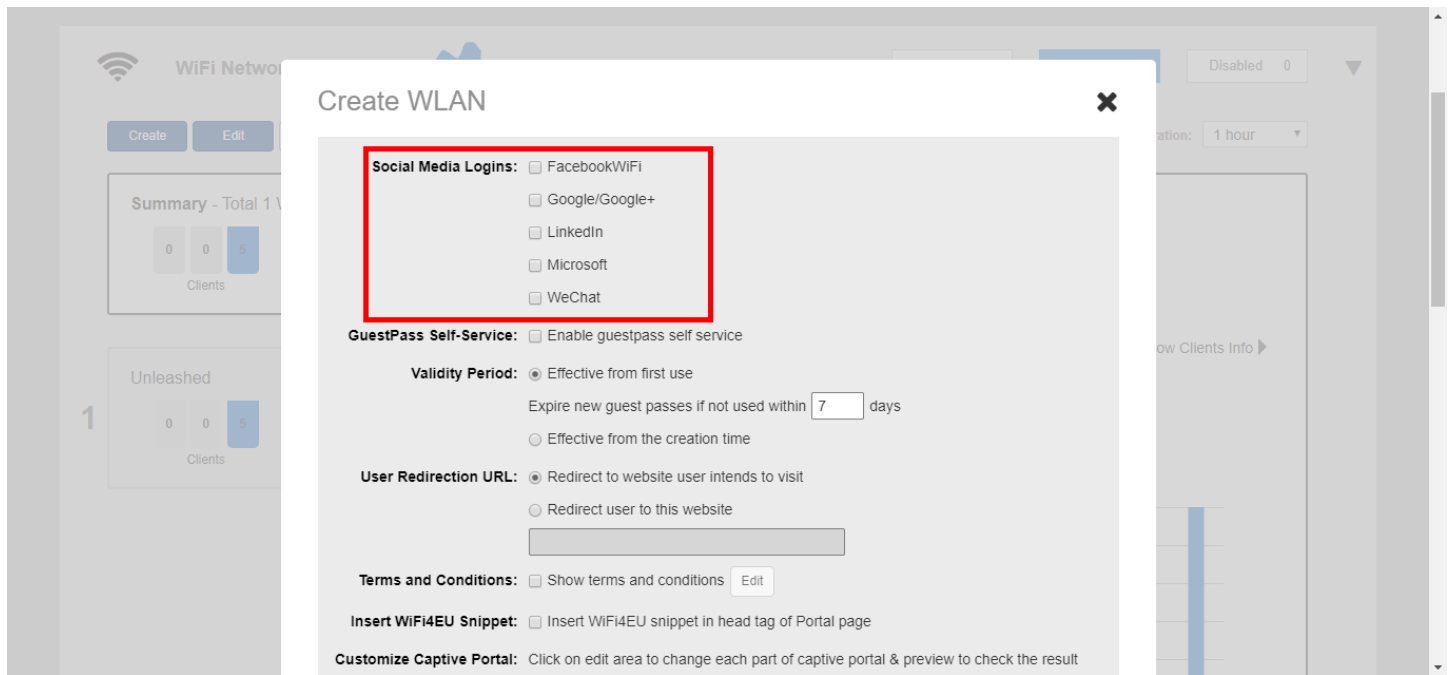 WiFi Networ
Disabled 0
Create WLAN
Create
Edit
ation: 1 hour
Social Media Logins: FacebookWiFi
Google/Google+
LinkedIn
Microsoft
WeChat
Summary - Total 1 W
0 0 5
Clients
GuestPass Self-Service: Enable guestpass self service
ow Clients Info
Validity Period: Effective from first use
Expire new guest passes if not used within 7 days
Effective from the creation time
Unleashed
1
0 0 5
Clients
User Redirection URL: Redirect to website user intends to visit
Redirect user to this website
Terms and Conditions: Show terms and conditions Edit
Insert WiFi4EU Snippet: Insert WiFi4EU snippet in head tag of Portal page
Customize Captive Portal: Click on edit area to change each part of captive portal & preview to check the result